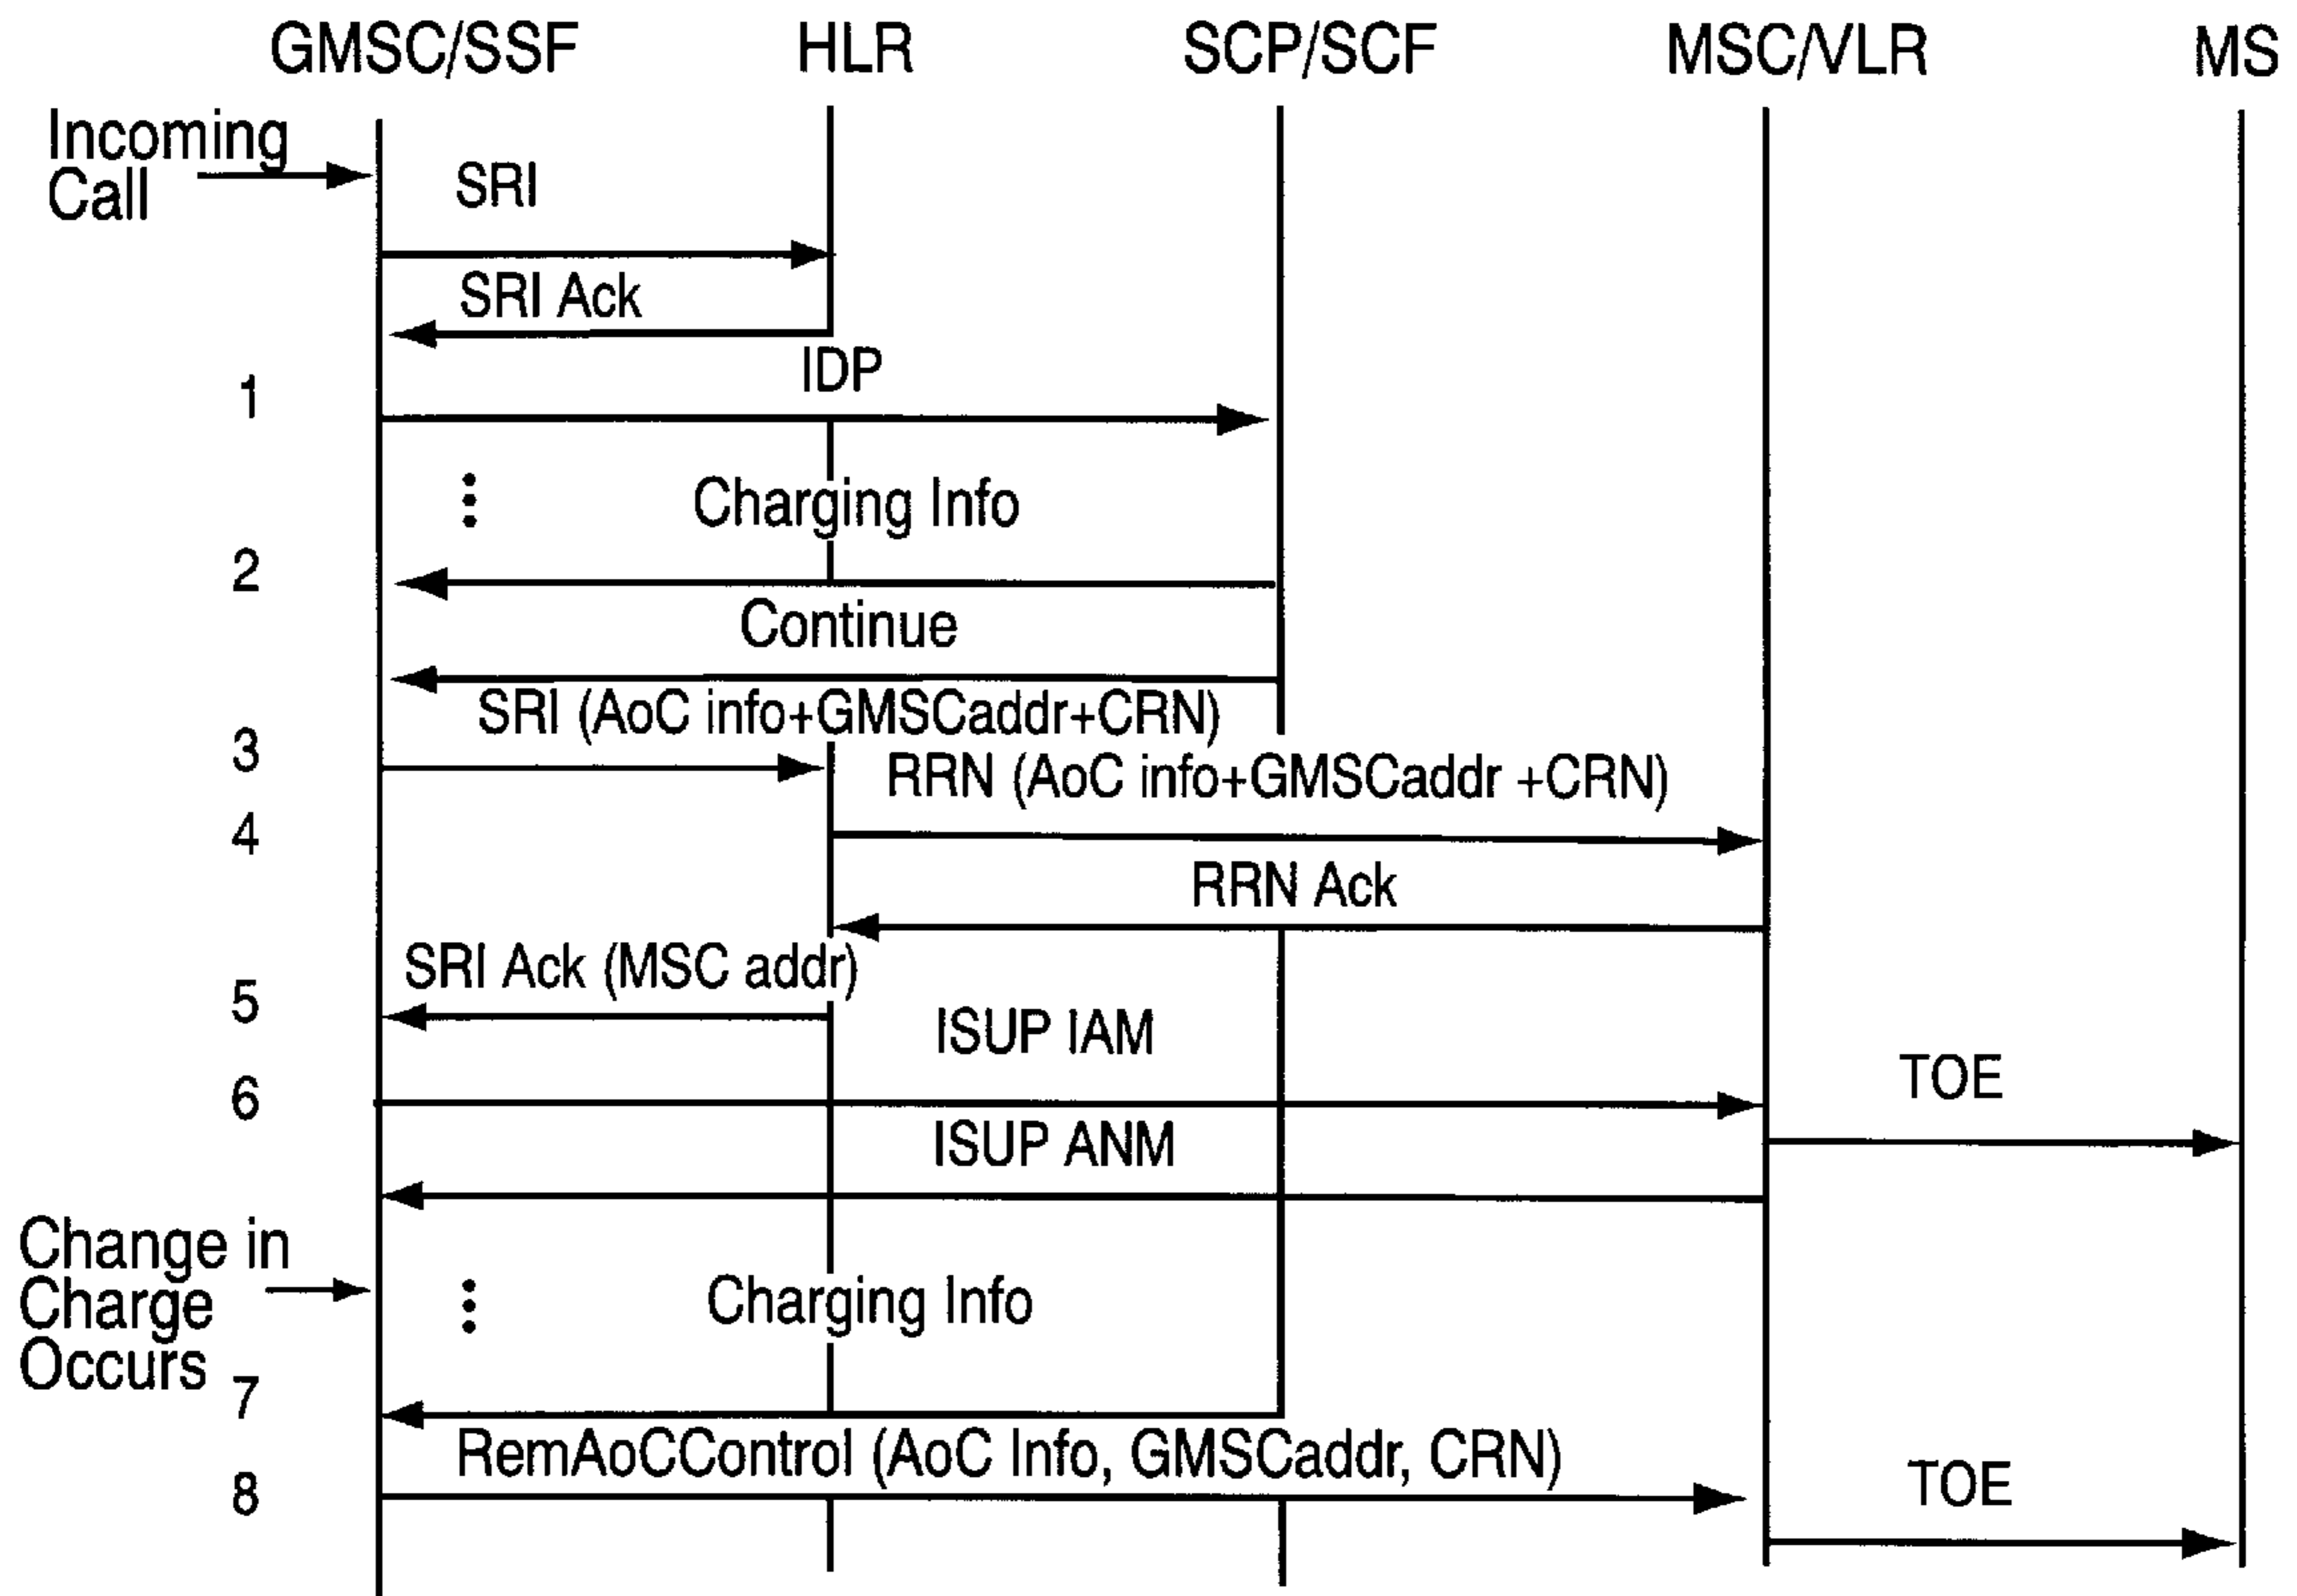 GMSC/SSF HLR SCP/SCF MSC/VLR MS
Incoming
Call
SRI
SRI Ack
IDP
1
Charging Info
2
Continue
SRI (AoC info+GMSCaddr+CRN)
3
RRN (AoC info+GMSCaddr +CRN)
4
RRN Ack
SRI Ack (MSC addr)
5
ISUP IAM
TOE
6
ISUP ANM
Change in
Charge
Occurs
Charging Info
7
RemAoCControl (AoC Info, GMSCaddr, CRN)
TOE
8